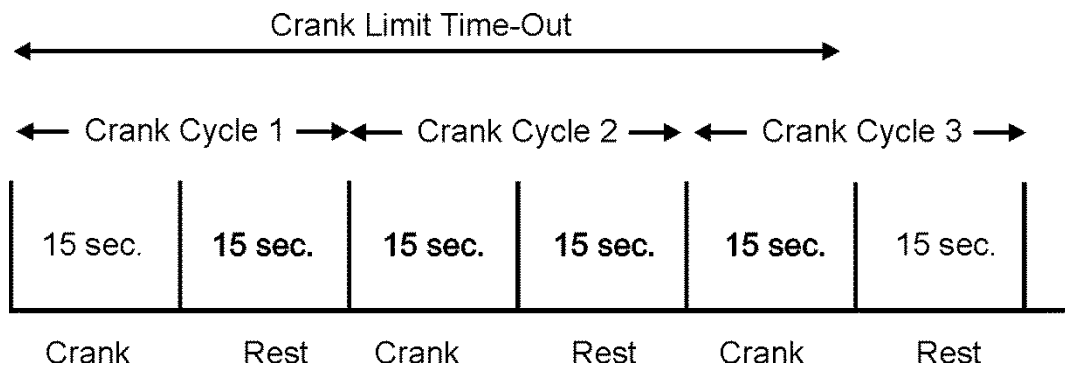 Crank Limit Time-Out
Crank Cycle 1 Crank Cycle 2 Crank Cycle 3
15 sec. 15 sec. 15 sec. 15 sec. 15 sec. 15 sec.
Crank Rest Crank Rest Crank Rest